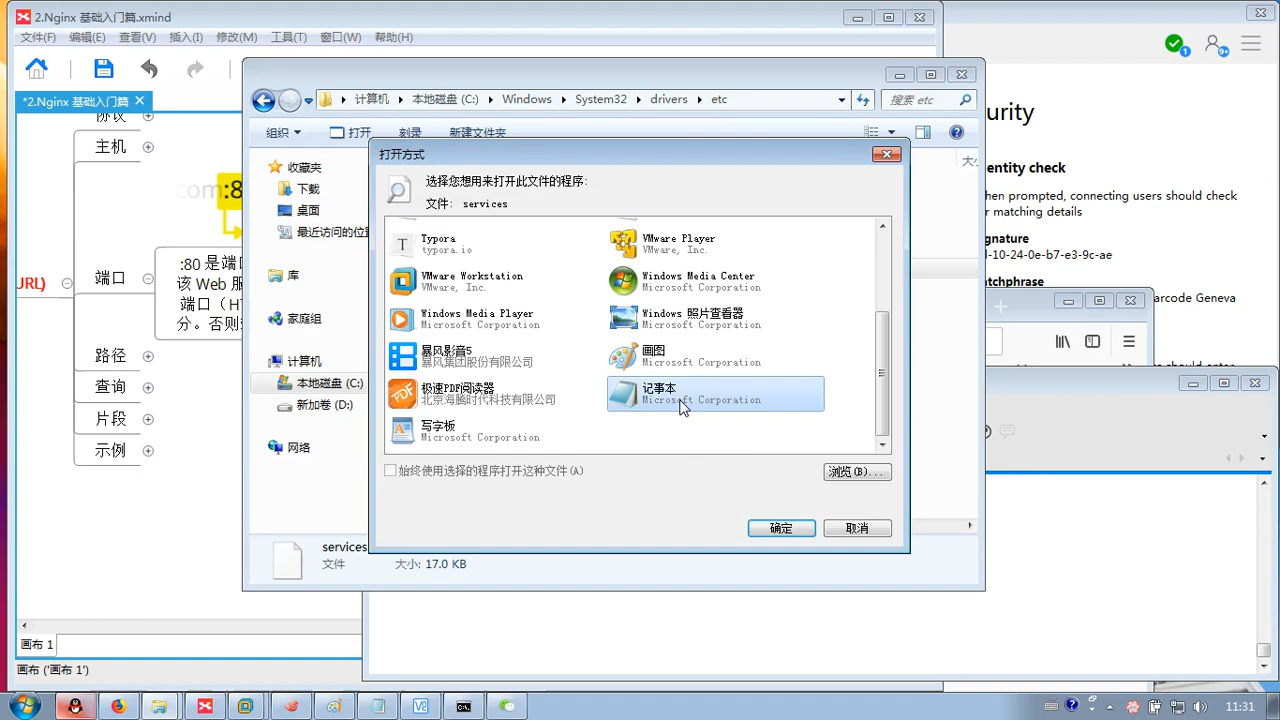 2.Nginx 基础入门篇.xmind
文件(F) 编辑(E) 查看(V) 插入(I) 修改(M) 工具(T) 窗口(W) 帮助(H)
1
9+
*2.Nginx 基础入门篇
协议
主机
com:8
:80 是端口
该 Web 服
端口（HT
分。否则
URL)
端口
路径
查询
片段
示例
画布 1
画布 ('画布 1')
计算机 本地磁盘 (C:) Windows System32 drivers etc
搜索 etc
组织 打开 刻录 新建文件夹
收藏夹
下载
桌面
最近访问的位置
库
家庭组
计算机
本地磁盘 (C:)
新加卷 (D:)
网络
services
文件
大小: 17.0 KB
打开方式
选择您想用来打开此文件的程序:
文件: services
Typora
typora.io
VMware Player
VMware, Inc.
VMware Workstation
VMware, Inc.
Windows Media Center
Microsoft Corporation
Windows Media Player
Microsoft Corporation
Windows 照片查看器
Microsoft Corporation
暴风影音5
暴风集团股份有限公司
画图
Microsoft Corporation
极速PDF阅读器
北京海腾时代科技有限公司
记事本
Microsoft Corporation
写字板
Microsoft Corporation
始终使用选择的程序打开这种文件(A)
浏览(B)...
确定 取消
urity
entity check
hen prompted, connecting users should check
r matching details
gnature
d-10-24-0e-b7-e3-9c-ae
atchphrase
arcode Geneva
11:31